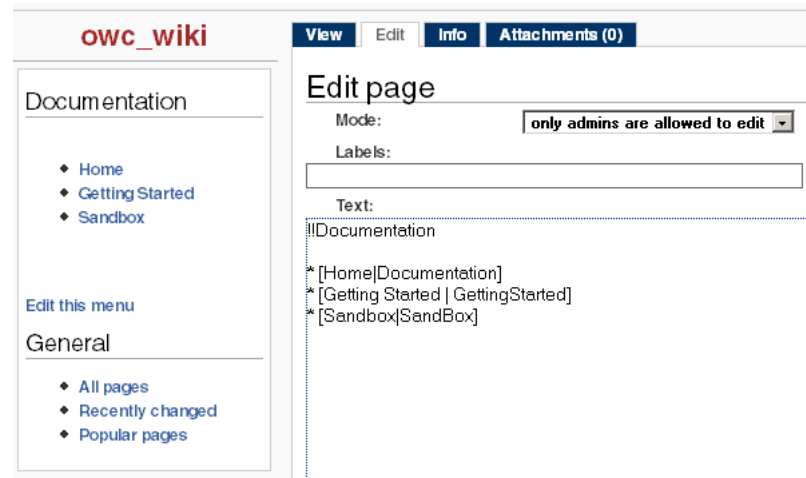 owc_wiki
Documentation
Home
Getting Started
Sandbox
Edit this menu
General
All pages
Recently changed
Popular pages
View Edit Info Attachments (0)
Edit page
Mode: only admins are allowed to edit
Labels:
Text:
!!Documentation
* [Home|Documentation]
* [Getting Started | GettingStarted]
* [Sandbox|SandBox]